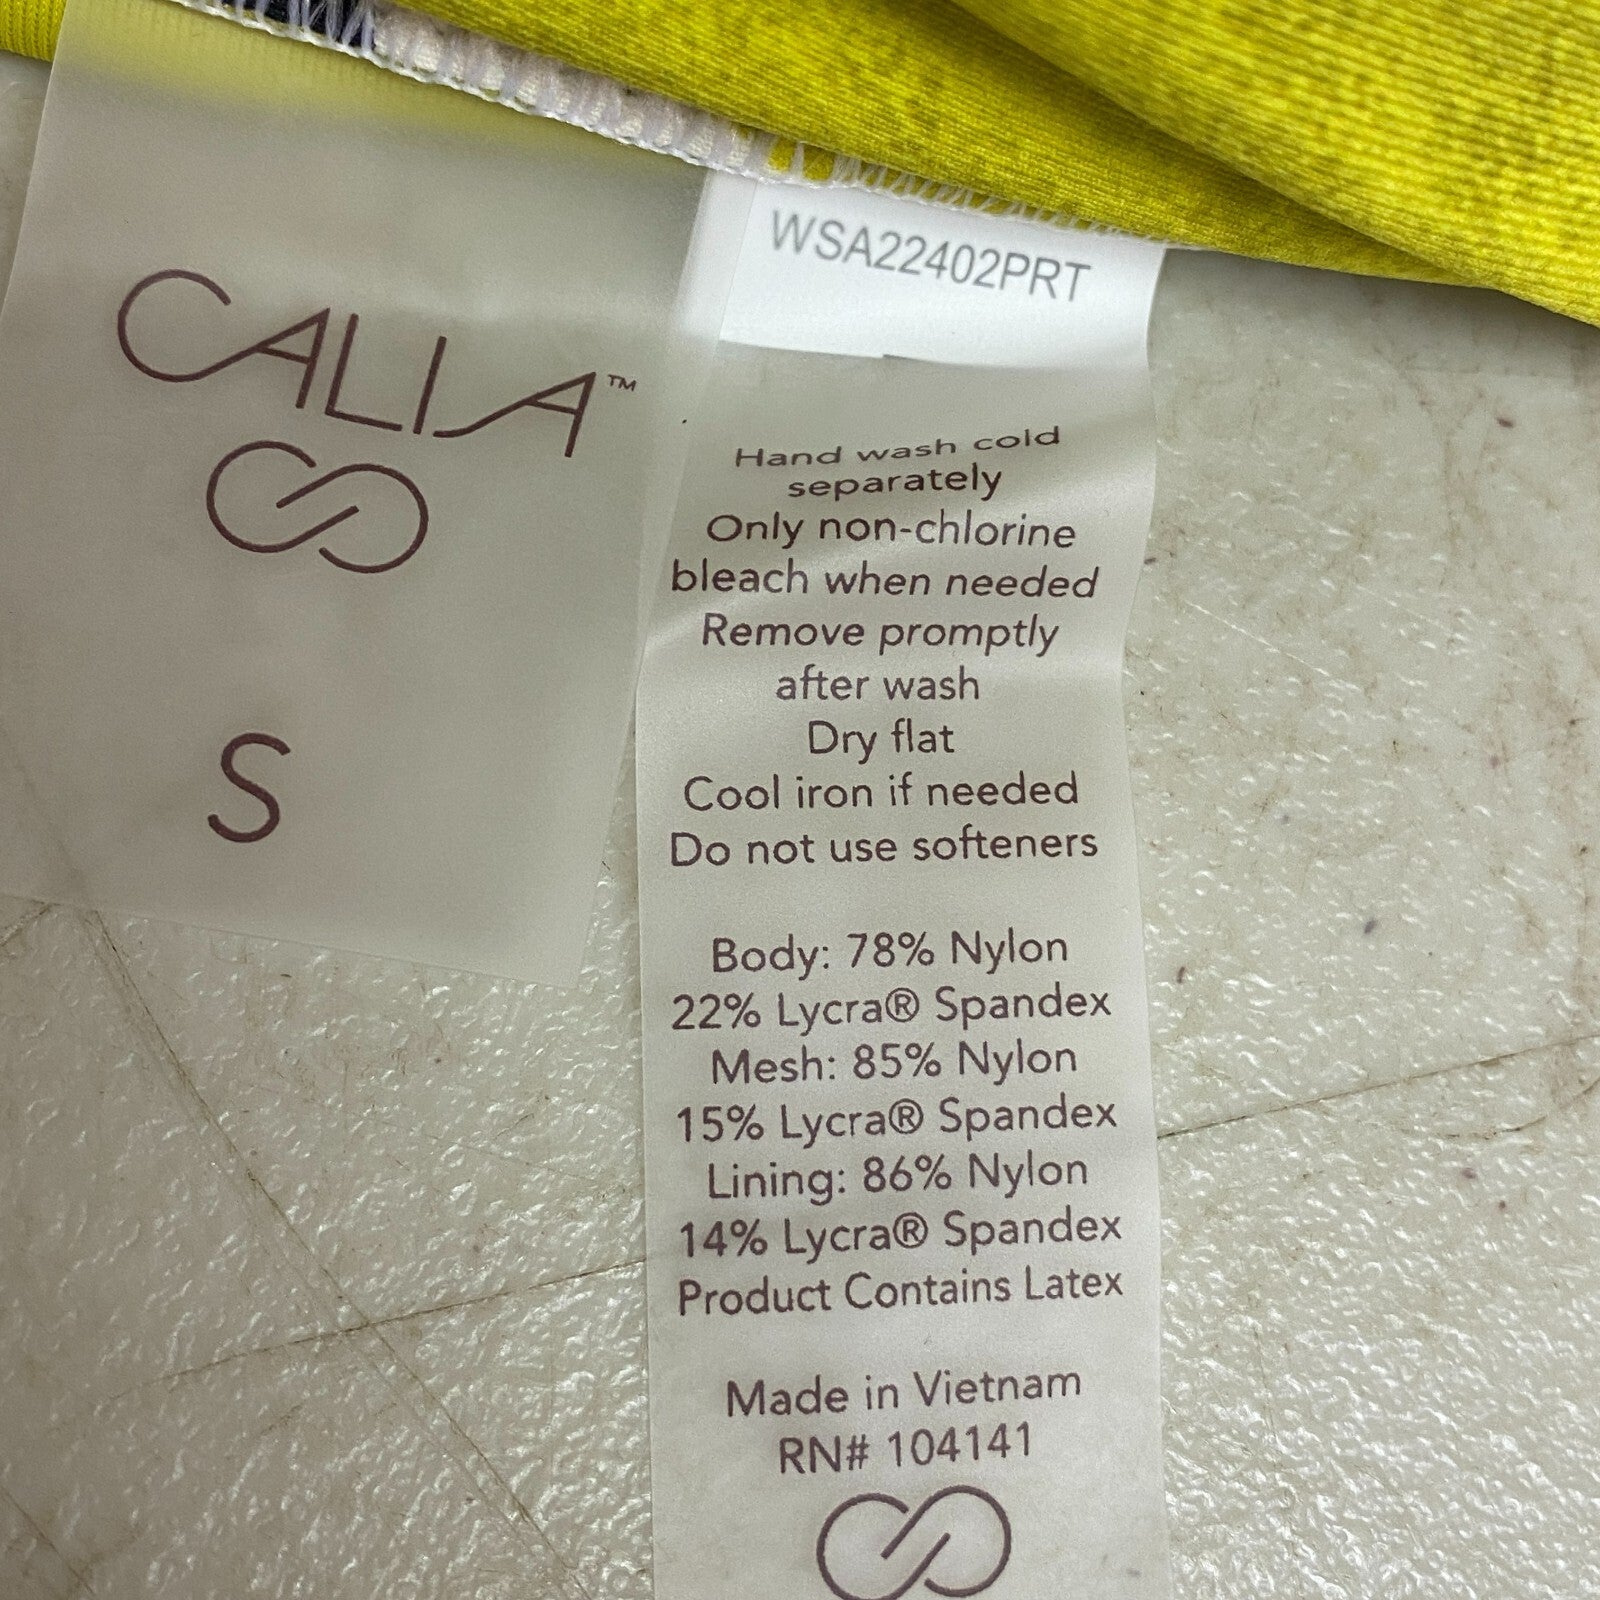 CALIA™
S
WSA22402PRT
Hand wash cold
separately
Only non-chlorine
bleach when needed
Remove promptly
after wash
Dry flat
Cool iron if needed
Do not use softeners
Body: 78% Nylon
22% Lycra® Spandex
Mesh: 85% Nylon
15% Lycra® Spandex
Lining: 86% Nylon
14% Lycra® Spandex
Product Contains Latex
Made in Vietnam
RN# 104141